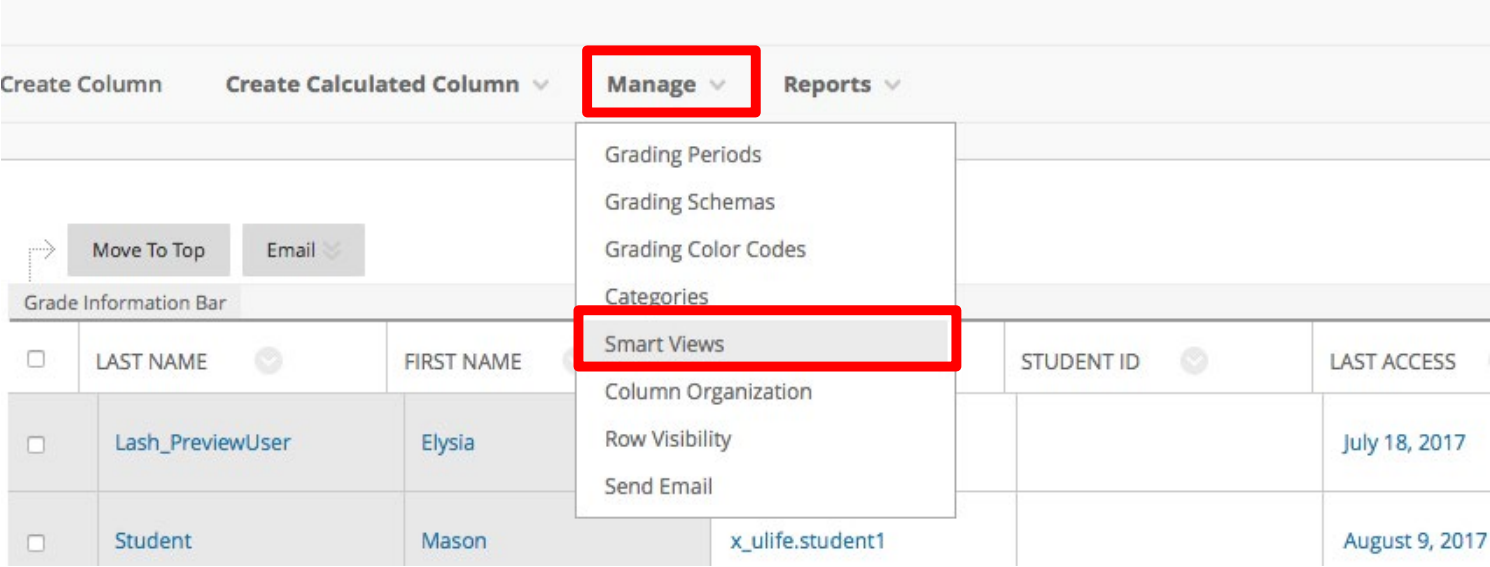 Create Column Create Calculated Column Manage Reports
Grading Periods
Grading Schemas
Move To Top Email Grading Color Codes
Grade Information Bar Categories
Smart Views
LAST NAME FIRST NAME STUDENT ID LAST ACCESS
Column Organization
Lash_PreviewUser Elysia Row Visibility July 18, 2017
Send Email
Student Mason x_ulife.student1 August 9, 2017